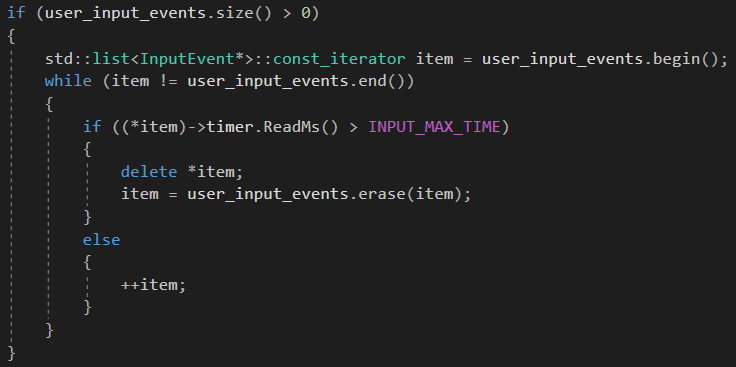 if (user_input_events.size() > 0)
{
    std::list<InputEvent*>::const_iterator item = user_input_events.begin();
    while (item != user_input_events.end())
    {
        if ((*item)->timer.ReadMs() > INPUT_MAX_TIME)
        {
            delete *item;
            item = user_input_events.erase(item);
        }
        else
        {
            ++item;
        }
    }
}